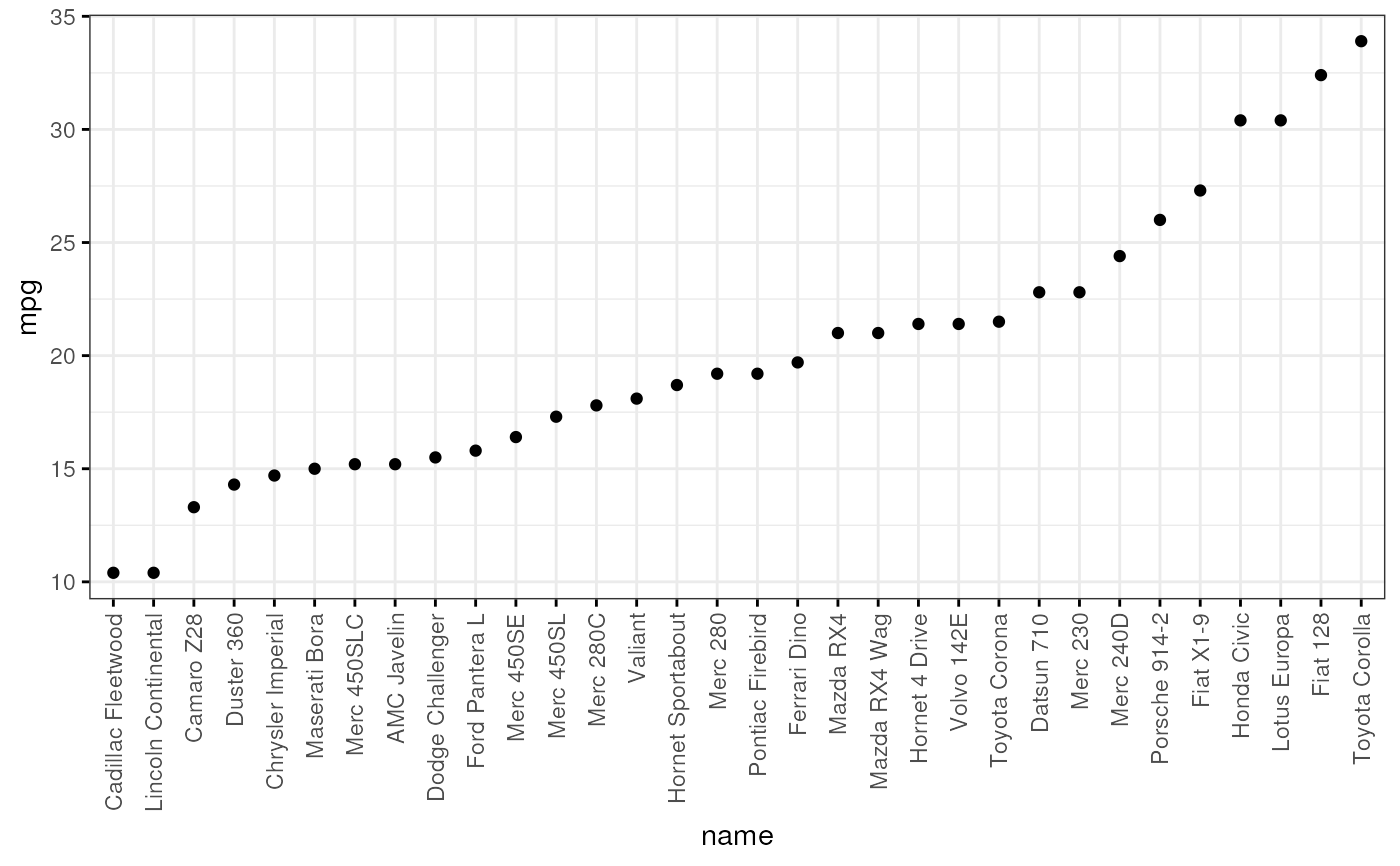 35
30
25
20
15
10
mpg
Cadillac Fleetwood
Lincoln Continental
Camaro Z28
Duster 360
Chrysler Imperial
Maserati Bora
Merc 450SLC
AMC Javelin
Dodge Challenger
Ford Pantera L
Merc 450SE
Merc 450SL
Merc 280C
Valiant
Hornet Sportabout
Merc 280
Pontiac Firebird
Ferrari Dino
Mazda RX4
Mazda RX4 Wag
Hornet 4 Drive
Volvo 142E
Toyota Corona
Datsun 710
Merc 230
Merc 240D
Porsche 914-2
Fiat X1-9
Honda Civic
Lotus Europa
Fiat 128
Toyota Corolla
name